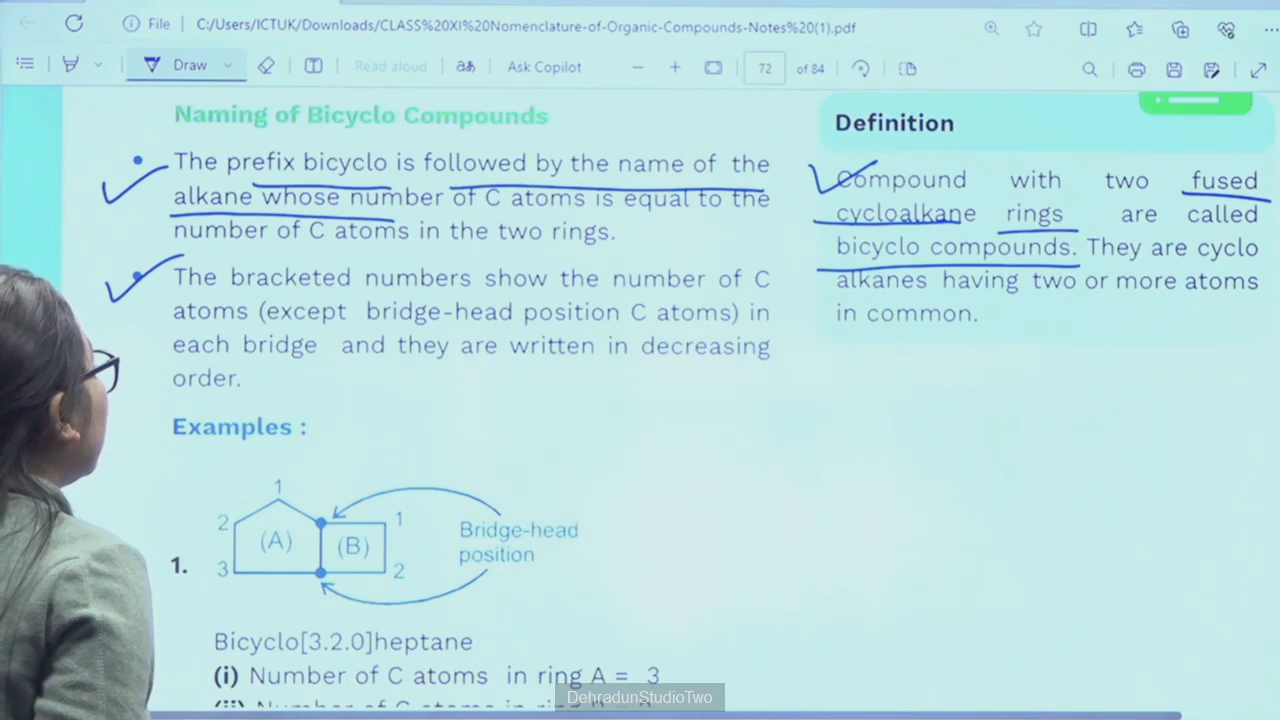 File
C:/Users/ICTUK/Downloads/CLASS%20XI%20Nomenclature-of-Organic-Compounds-Notes%20(1).pdf
Draw
Read aloud
aあ
Ask Copilot
72 of 84
Naming of Bicyclo Compounds
The prefix bicyclo is followed by the name of the
alkane whose number of C atoms is equal to the
number of C atoms in the two rings.
The bracketed numbers show the number of C
atoms (except bridge-head position C atoms) in
each bridge and they are written in decreasing
order.
Definition
Compound with two fused
cycloalkane rings are called
bicyclo compounds. They are cyclo
alkanes having two or more atoms
in common.
Examples :
1
2
3
(A)
(B)
1
2
Bridge-head
position
1.
Bicyclo[3.2.0]heptane
(i) Number of C atoms in ring A = 3
DehradunStudioTwo